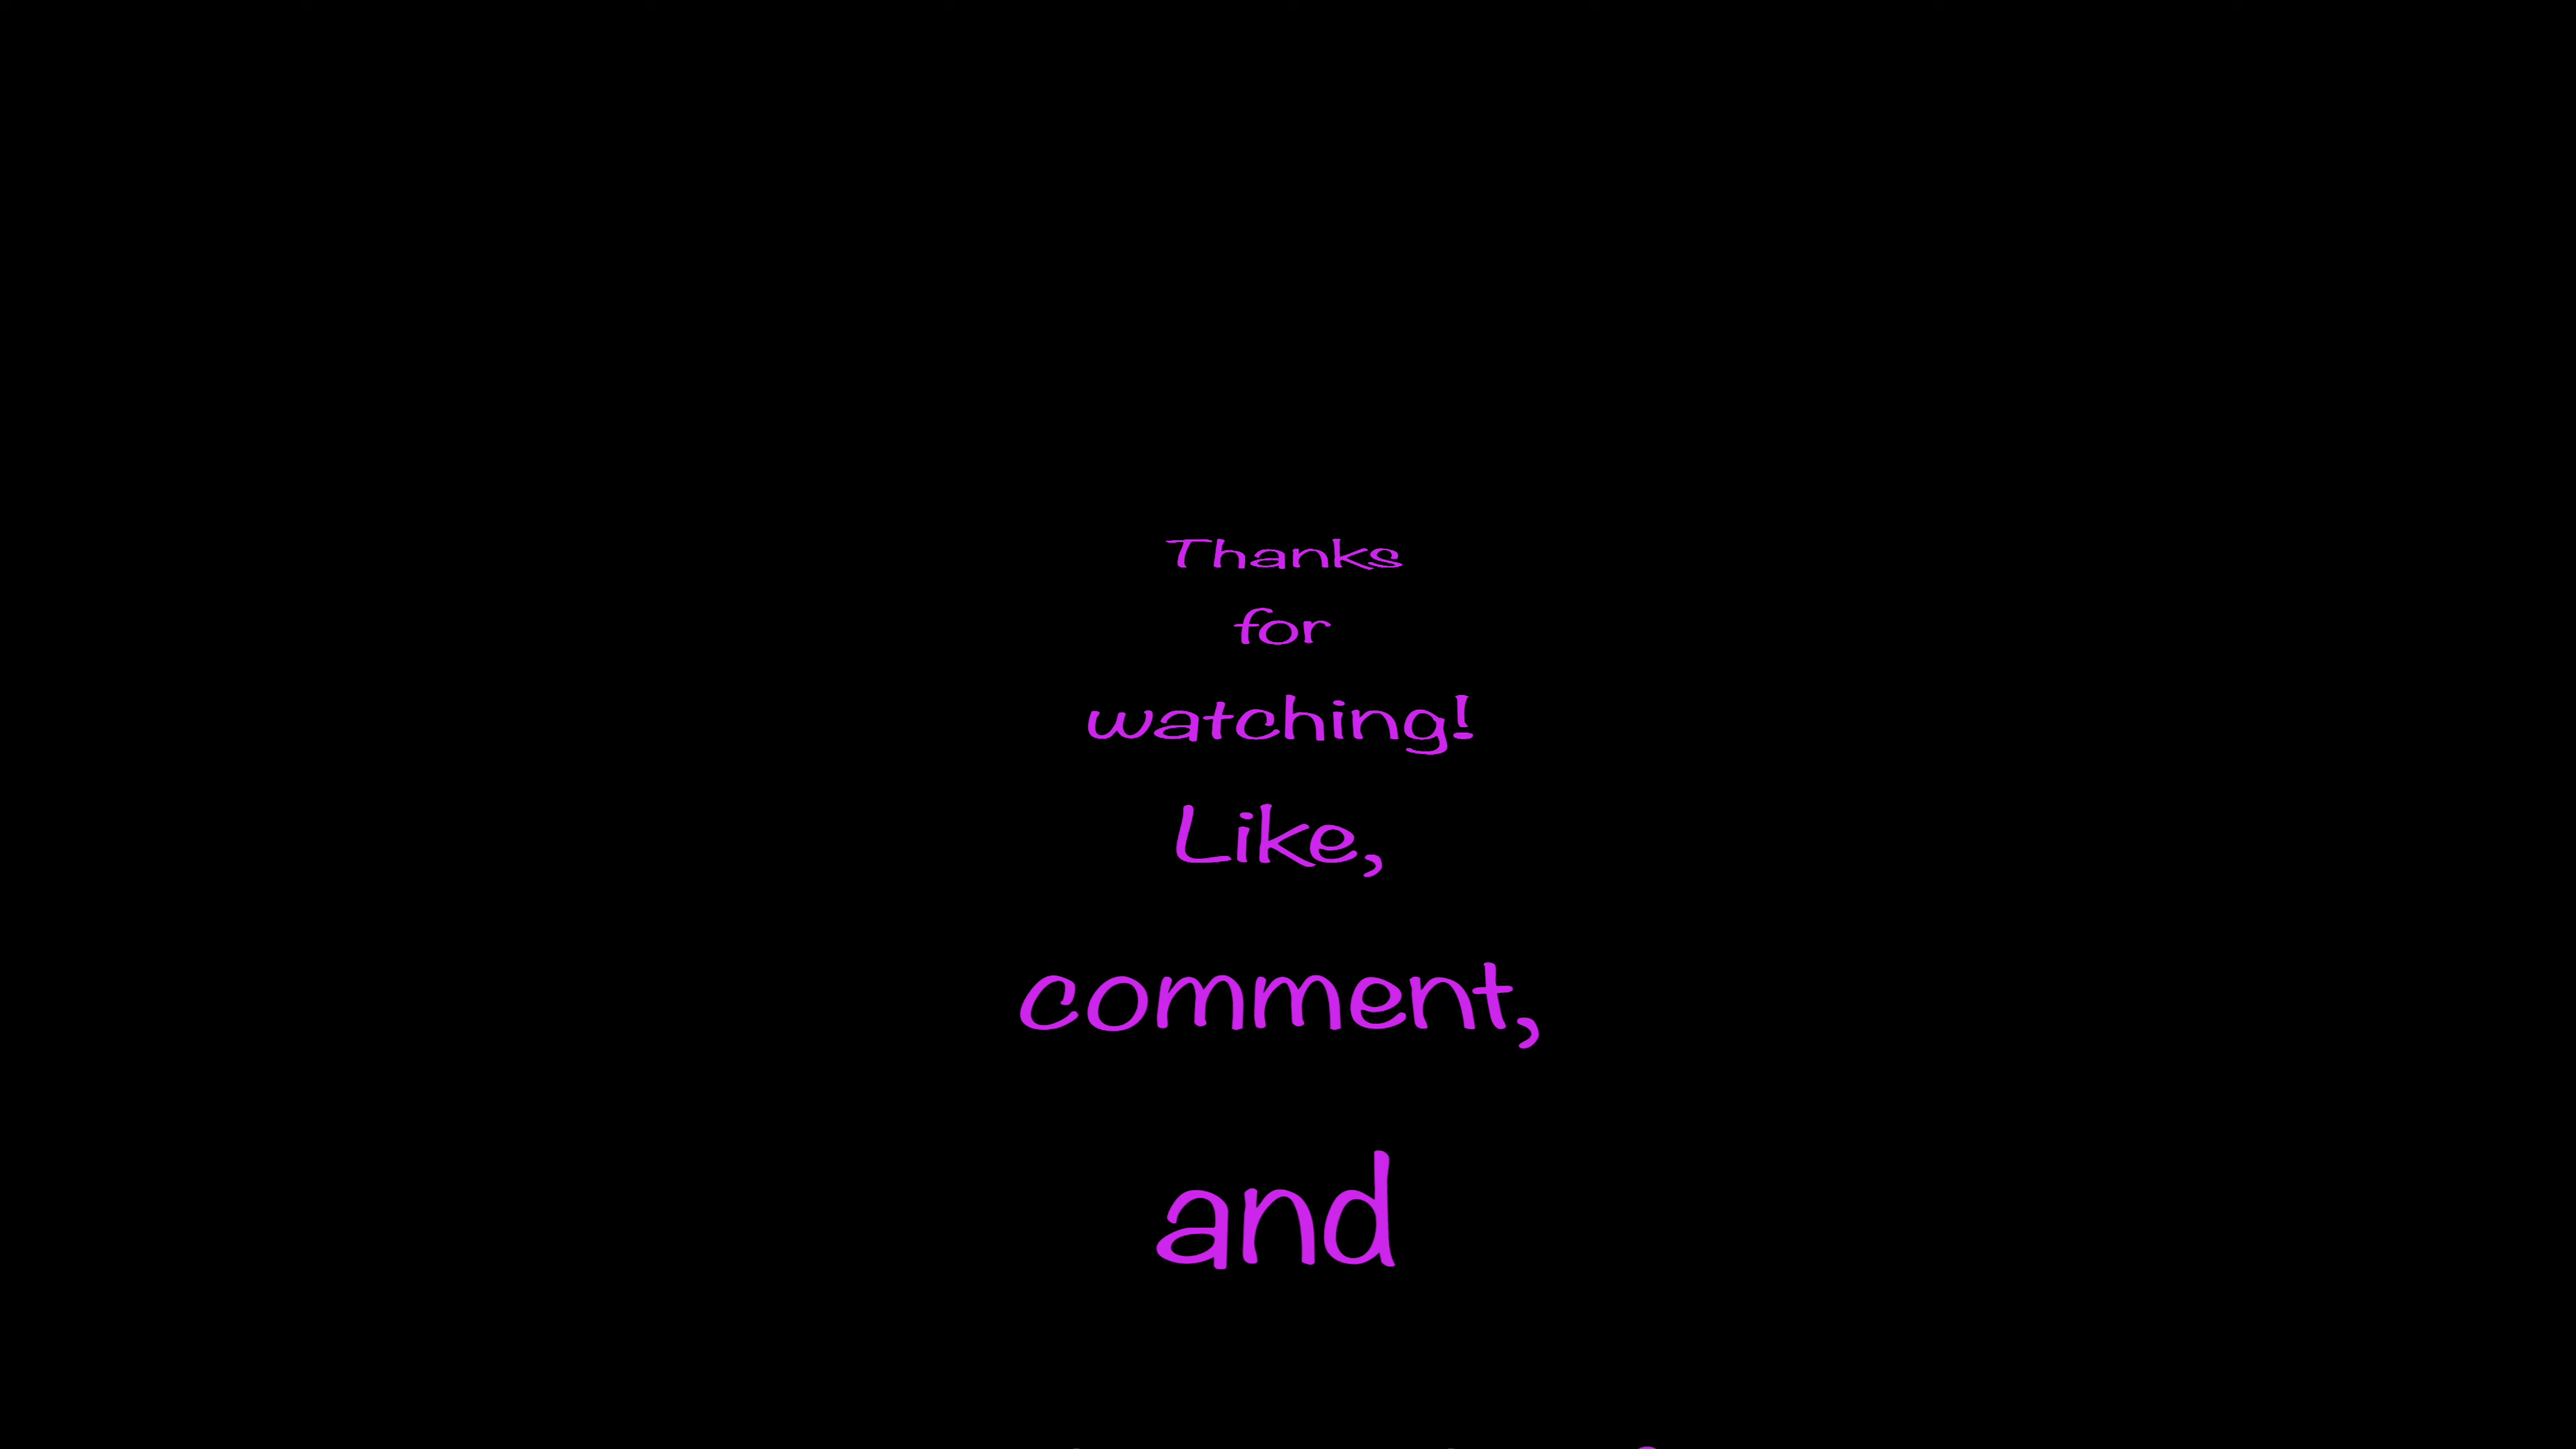 Thanks
for
watching!
Like,
comment,
and